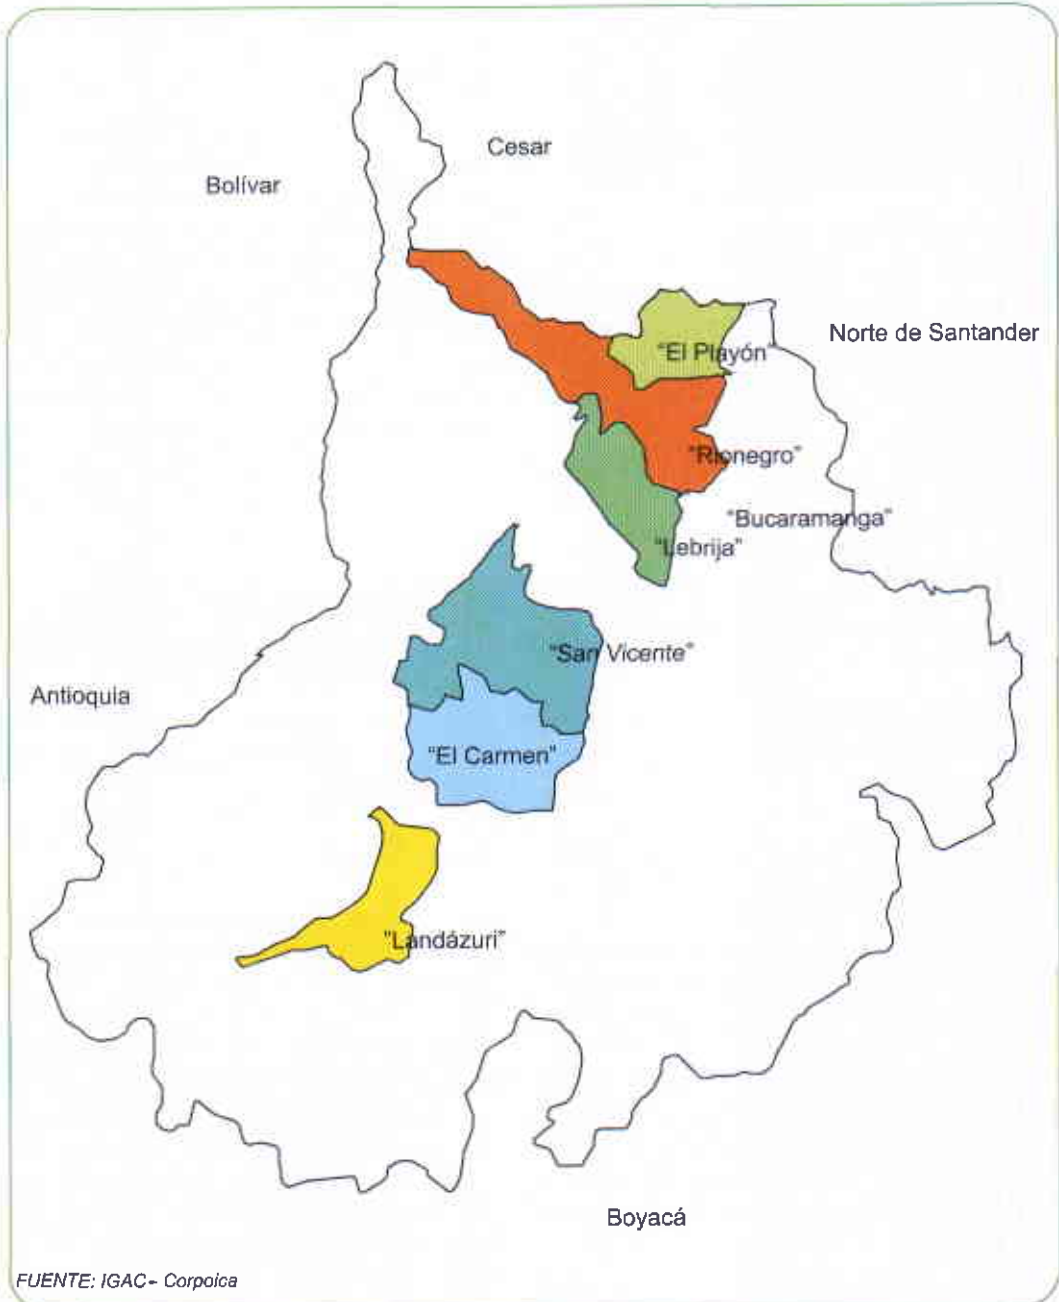 Cesar
Bolívar
Norte de Santander
"El Playón"
"Rionegro"
"Bucaramanga"
"Lebrija"
"San Vicente"
Antioquia
"El Carmen"
"Landázuri"
Boyacá
FUENTE: IGAC- Corpoica